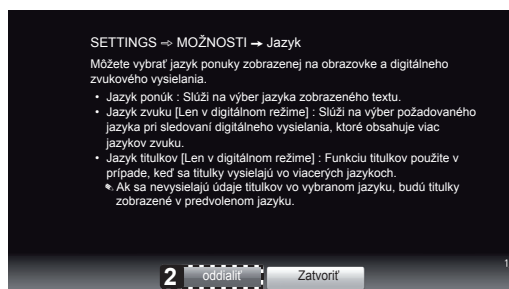 SETTINGS ⇨ MOŽNOSTI ➙ Jazyk
Môžete vybrať jazyk ponuky zobrazenej na obrazovke a digitálneho
zvukového vysielania.
• Jazyk ponúk : Slúži na výber jazyka zobrazeného textu.
• Jazyk zvuku [Len v digitálnom režime] : Slúži na výber požadovaného
jazyka pri sledovaní digitálneho vysielania, ktoré obsahuje viac
jazykov zvuku.
• Jazyk titulkov [Len v digitálnom režime] : Funkciu titulkov použite v
prípade, keď sa titulky vysielajú vo viacerých jazykoch.
✎ Ak sa nevysielajú údaje titulkov vo vybranom jazyku, budú titulky
zobrazené v predvolenom jazyku.
1
2 oddialiť Zatvoriť